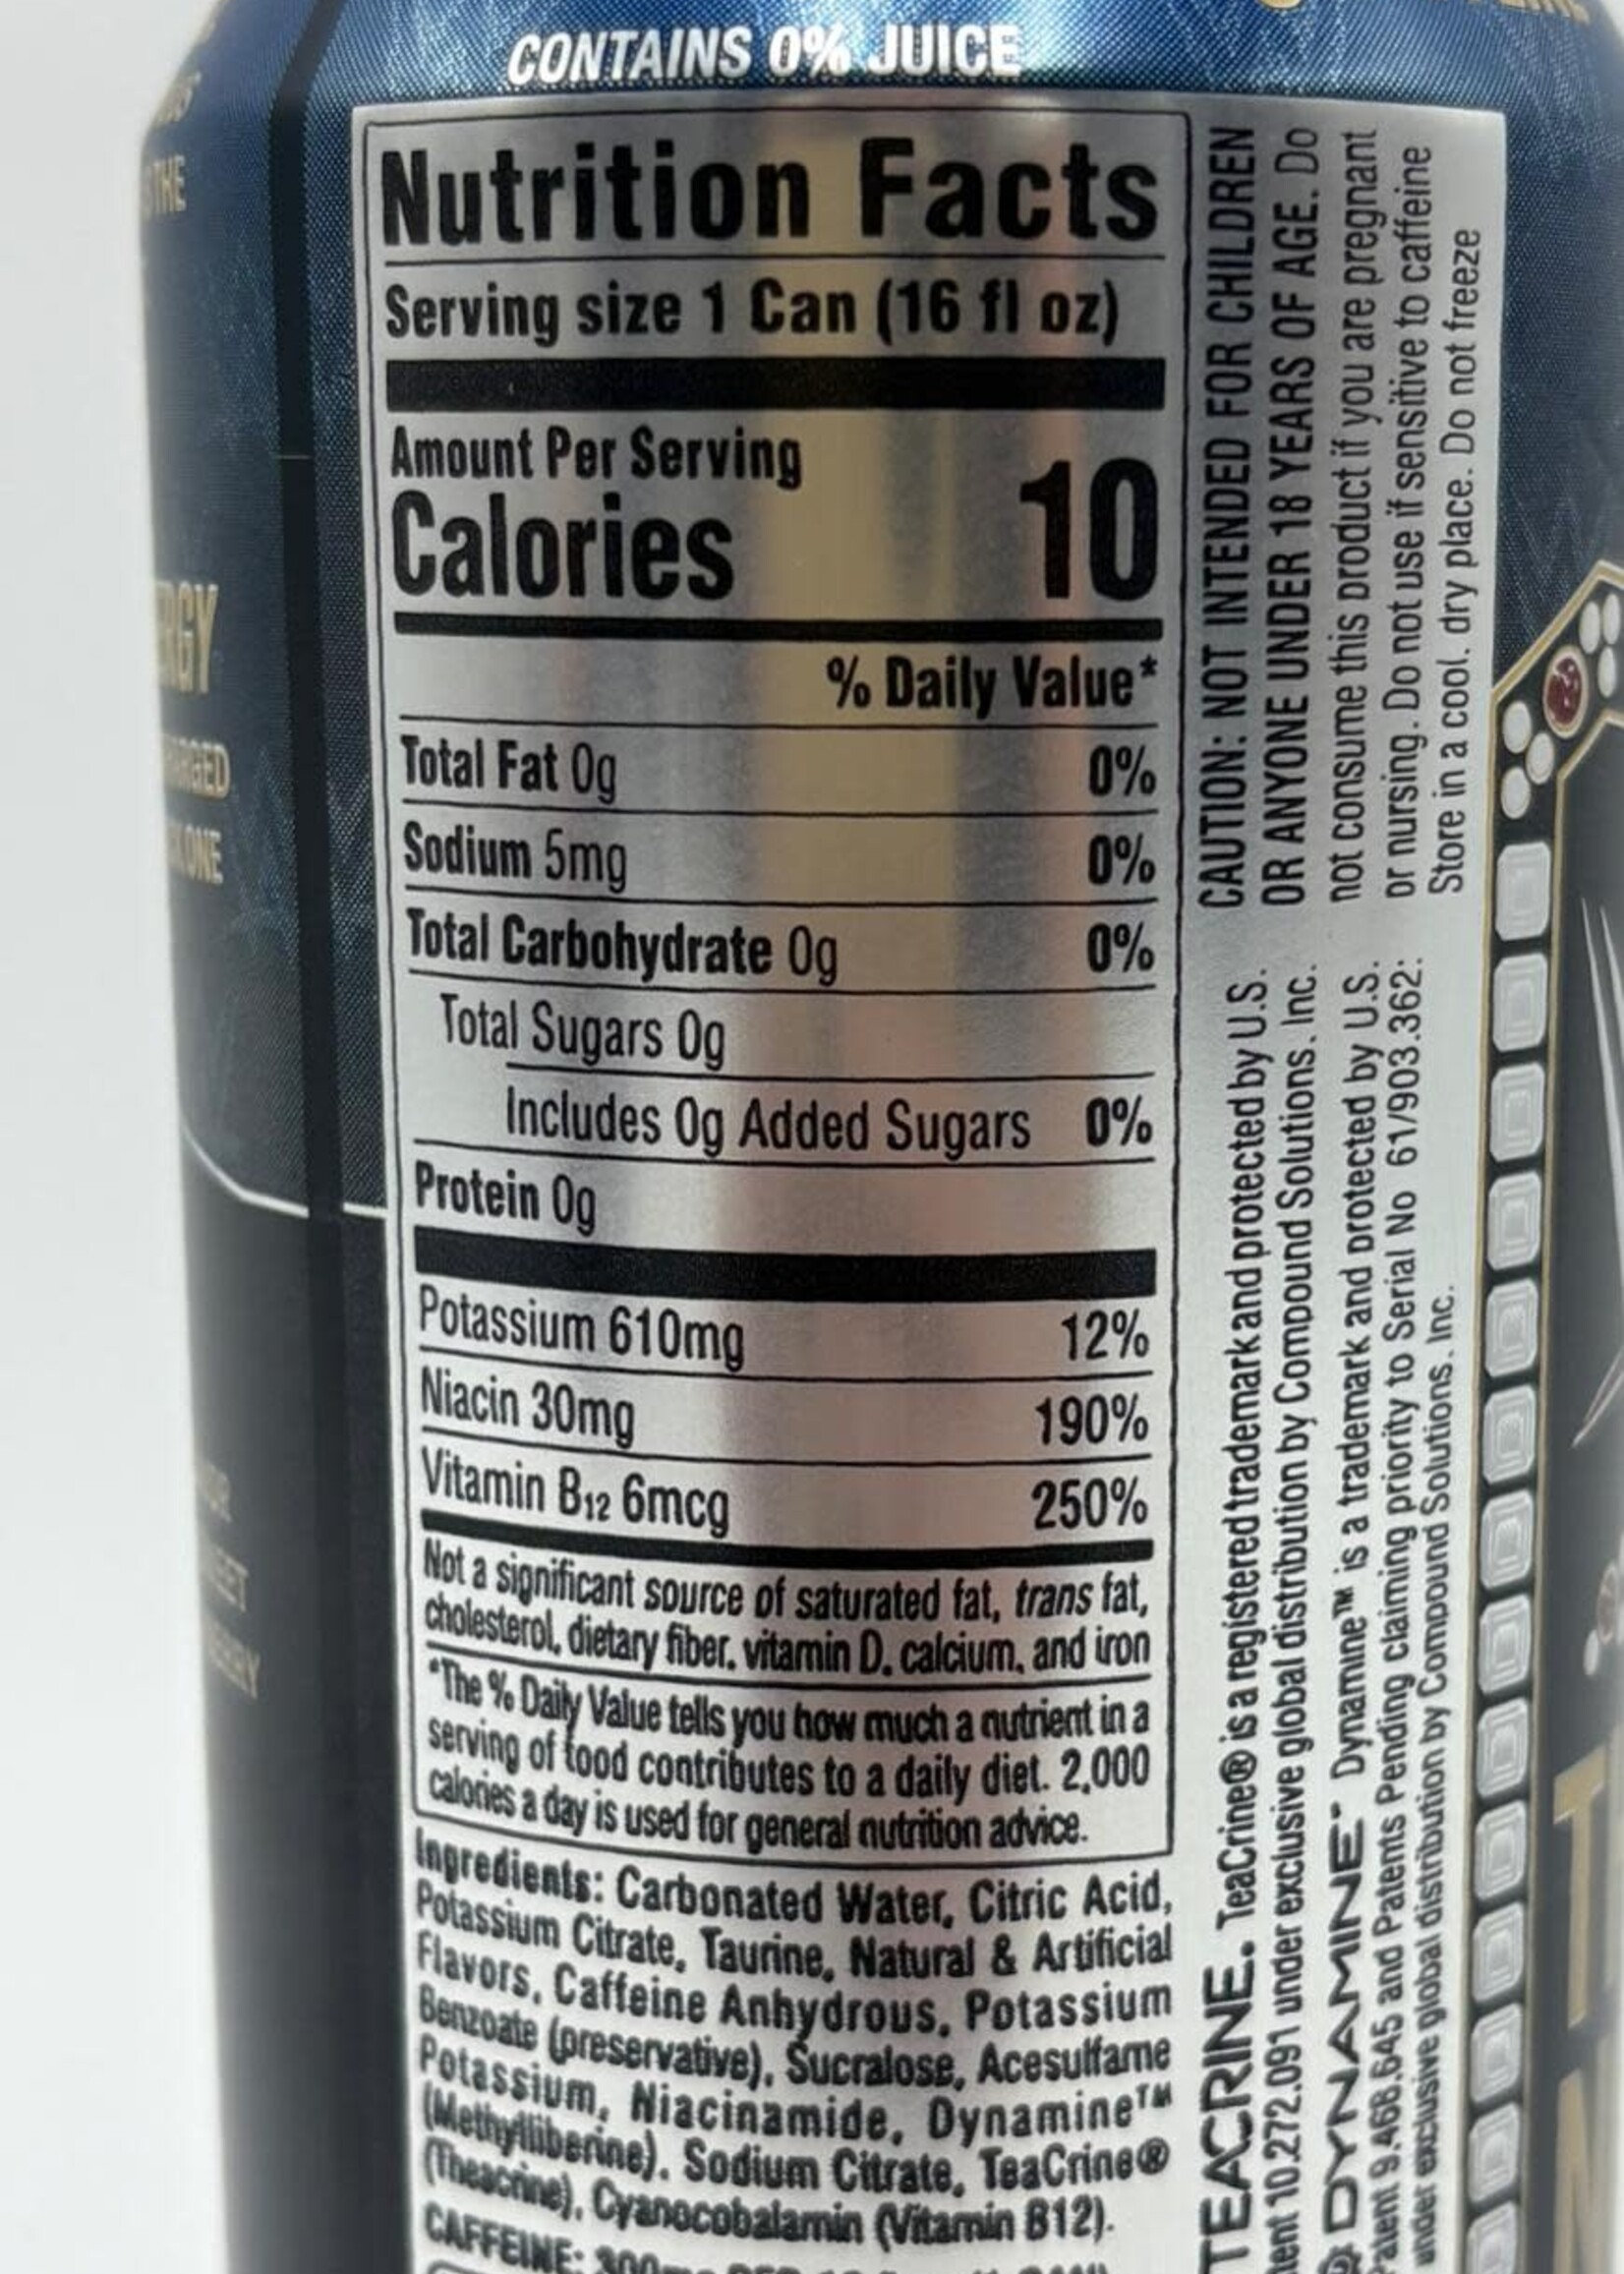 CONTAINS 0% JUICE
Nutrition Facts
Serving size 1 Can (16 fl oz)
Amount Per Serving
Calories 10
% Daily Value*
Total Fat 0g 0%
Sodium 5mg 0%
Total Carbohydrate 0g 0%
Total Sugars 0g
Includes 0g Added Sugars 0%
Protein 0g
Potassium 610mg 12%
Niacin 30mg 190%
Vitamin B12 6mcg 250%
Not a significant source of saturated fat, trans fat,
cholesterol, dietary fiber, vitamin D, calcium, and iron
*The % Daily Value tells you how much a nutrient in a
serving of food contributes to a daily diet. 2,000
calories a day is used for general nutrition advice.
Ingredients: Carbonated Water, Citric Acid,
Potassium Citrate, Taurine, Natural & Artificial
Flavors, Caffeine Anhydrous, Potassium
Benzoate (preservative), Sucralose, Acesulfame
Potassium, Niacinamide, Dynamine™
(Methylliberine), Sodium Citrate, TeaCrine®
(Theacrine), Cyanocobalamin (Vitamin B12).
CAFFEINE: 300mg PER
CAUTION: NOT INTENDED FOR CHILDREN
OR ANYONE UNDER 18 YEARS OF AGE. Do
not consume this product if you are pregnant
or nursing. Do not use if sensitive to caffeine
Store in a cool, dry place. Do not freeze
TEACRINE. TeaCrine® is a registered trademark and protected by U.S.
10.272.091 under exclusive global distribution by Compound Solutions, Inc.
DYNAMINE™ Dynamine™ is a trademark and protected by U.S.
Patent 9.468.645 and Patents Pending claiming priority to Serial No 61/903.362:
under exclusive global distribution by Compound Solutions, Inc.
THE